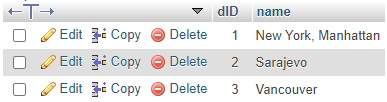 ←T→ dID name
Edit Copy Delete 1 New York, Manhattan
Edit Copy Delete 2 Sarajevo
Edit Copy Delete 3 Vancouver